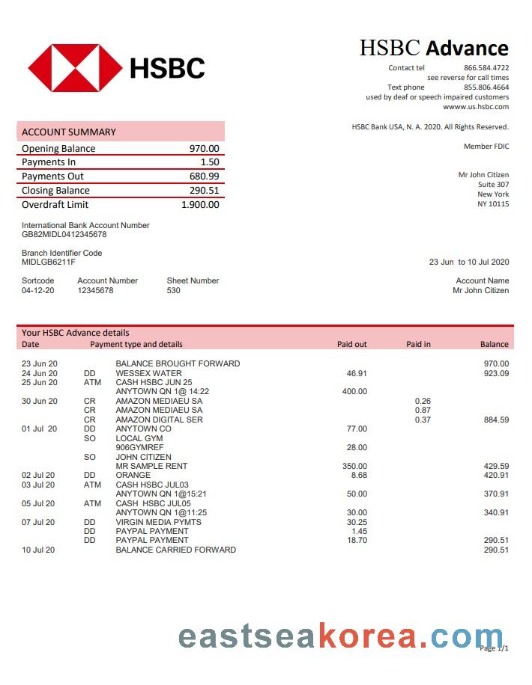 HSBC
HSBC Advance
Contact tel 866.584.4722
see reverse for call times
Text phone 855.806.4664
used by deaf or speech impaired customers
wwww.us.hsbc.com
HSBC Bank USA, N. A. 2020. All Rights Reserved.
Member FDIC
ACCOUNT SUMMARY
Opening Balance 970.00
Payments In 1.50
Payments Out 680.99
Closing Balance 290.51
Overdraft Limit 1.900.00
Mr John Citizen
Suite 307
New York
NY 10115
International Bank Account Number
GB82MIDL0412345678
Branch Identifier Code
MIDLGB6211F
23 Jun to 10 Jul 2020
Sortcode Account Number Sheet Number Account Name
04-12-20 12345678 530 Mr John Citizen
Your HSBC Advance details
Date Payment type and details Paid out Paid in Balance
23 Jun 20 BALANCE BROUGHT FORWARD 970.00
24 Jun 20 DD WESSEX WATER 46.91 923.09
25 Jun 20 ATM CASH HSBC JUN 25
ANYTOWN QN 1@ 14:22 400.00
30 Jun 20 CR AMAZON MEDIAEU SA 0.26
CR AMAZON MEDIAEU SA 0.87
CR AMAZON DIGITAL SER 0.37 884.59
01 Jul 20 DD ANYTOWN CO 77.00
SO LOCAL GYM
906GYMREF 28.00
SO JOHN CITIZEN
MR SAMPLE RENT 350.00 429.59
02 Jul 20 DD ORANGE 8.68 420.91
03 Jul 20 ATM CASH HSBC JUL03
ANYTOWN QN 1@15:21 50.00 370.91
05 Jul 20 ATM CASH HSBC JUL05
ANYTOWN QN 1@11:25 30.00 340.91
07 Jul 20 DD VIRGIN MEDIA PYMTS 30.25
DD PAYPAL PAYMENT 1.45
DD PAYPAL PAYMENT 18.70 290.51
10 Jul 20 BALANCE CARRIED FORWARD 290.51
eastseakorea.com
Page 1/1